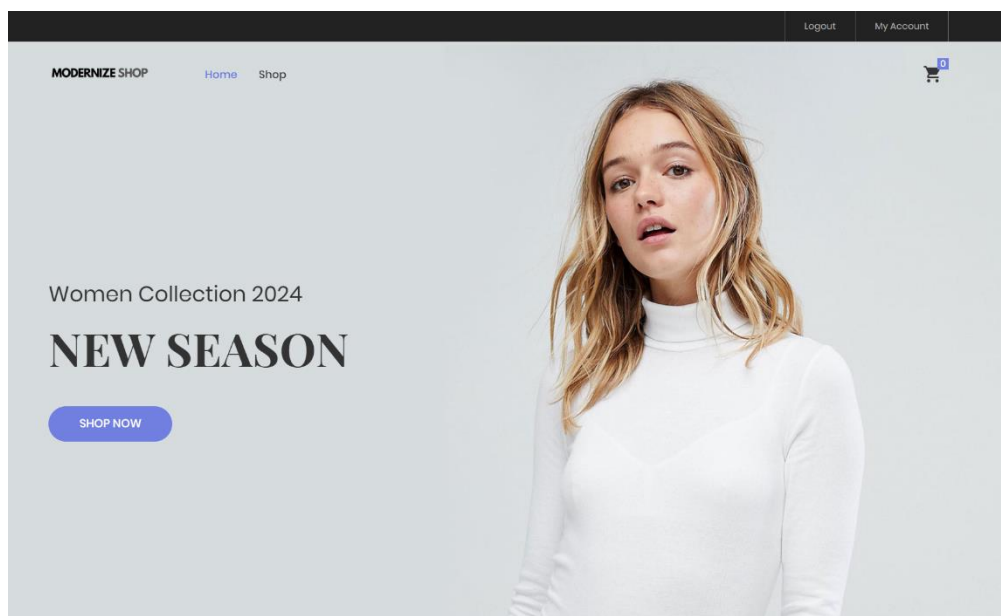 Logout My Account
MODERNIZE SHOP Home Shop 0
Women Collection 2024
NEW SEASON
SHOP NOW